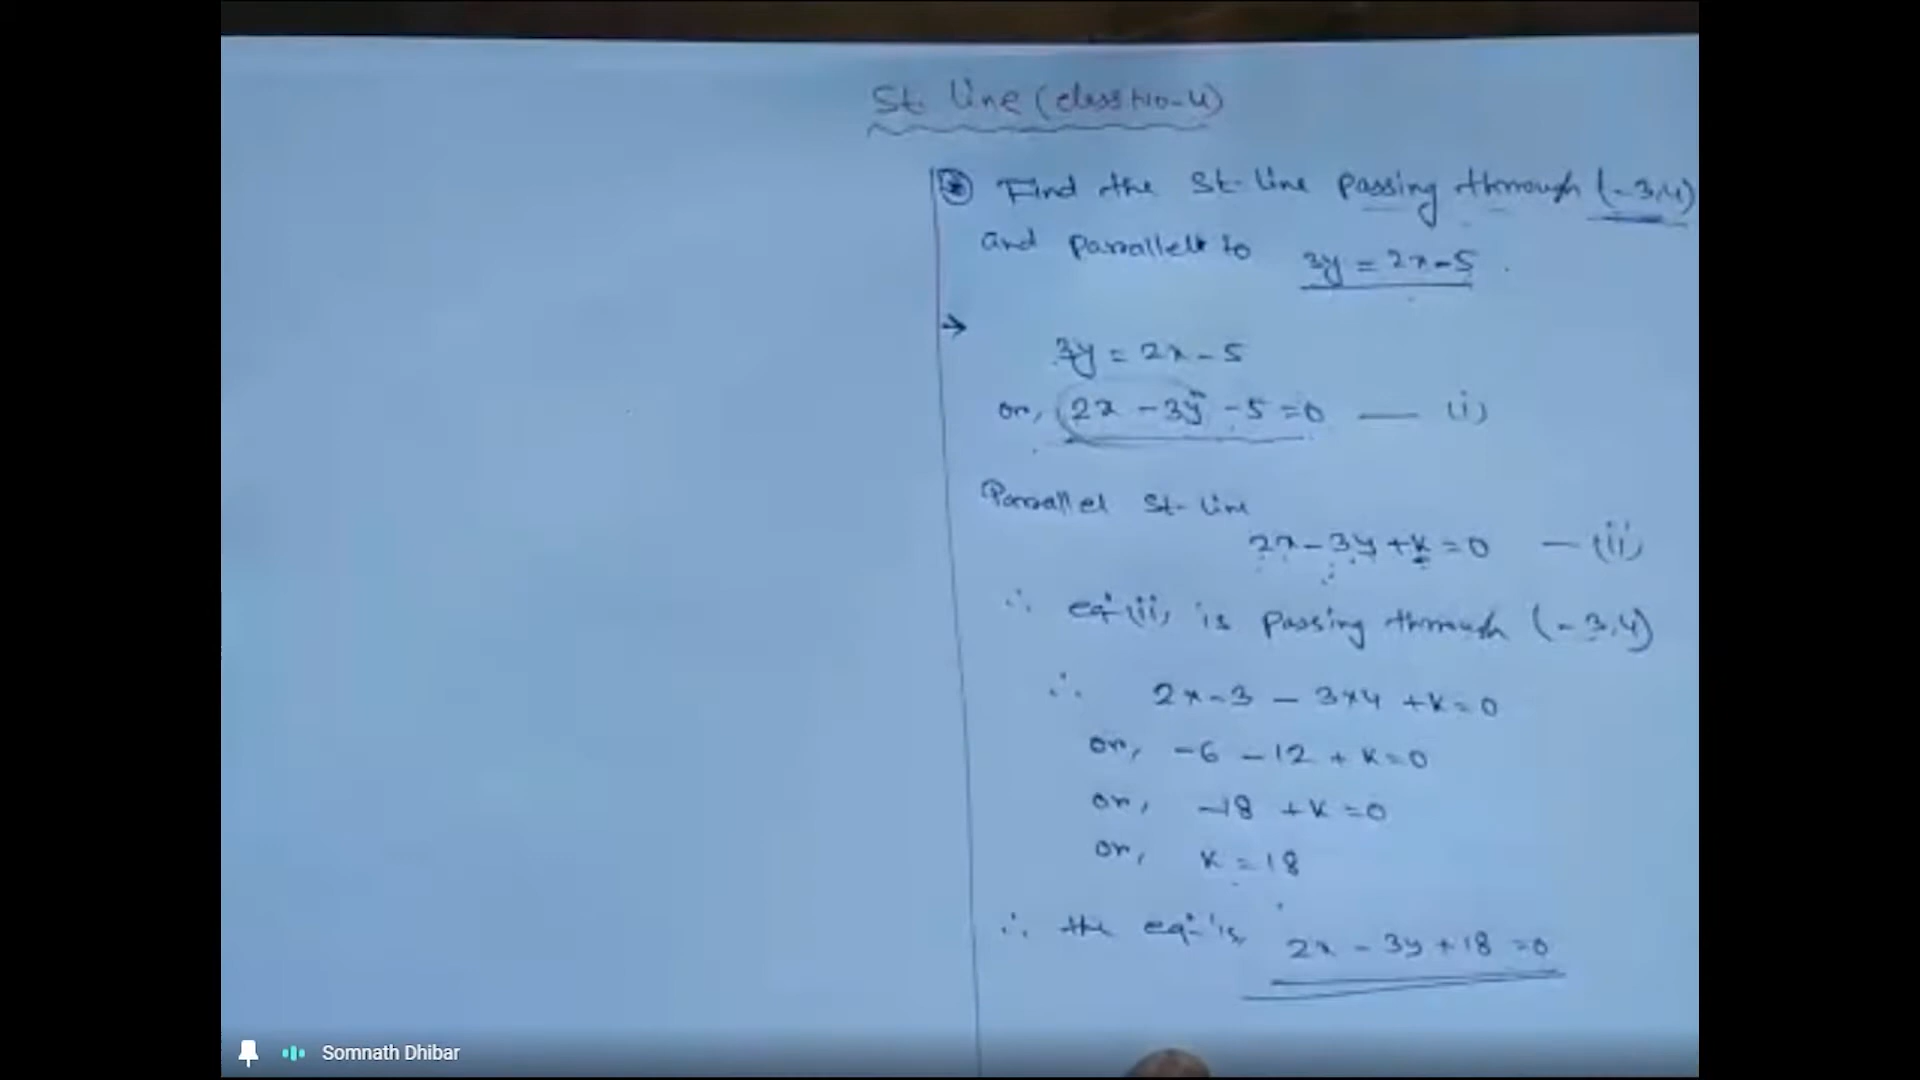 St. Line (class No-4)
Find the St-line passing through (-3,4)
and parallel to 3y = 2x-5.
→
3y = 2x - 5
or, 2x - 3y - 5 = 0 — (i)
Parallel St-line
2x - 3y + k = 0 — (ii)
∴ eqn (ii) is passing through (-3,4)
∴ 2x-3 - 3x4 + k = 0
or, -6 - 12 + k = 0
or, -18 + k = 0
or, k = 18
∴ the eqn is, 2x - 3y + 18 = 0
Somnath Dhibar